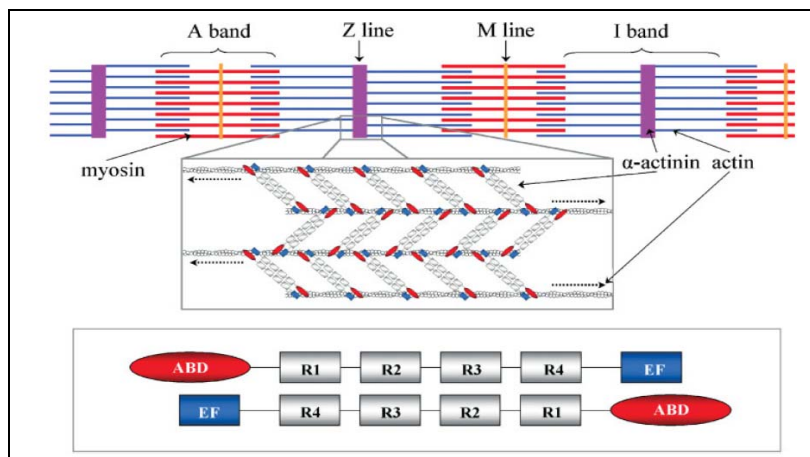 A band Z line M line I band
myosin α-actinin actin
ABD R1 R2 R3 R4 EF
EF R4 R3 R2 R1 ABD